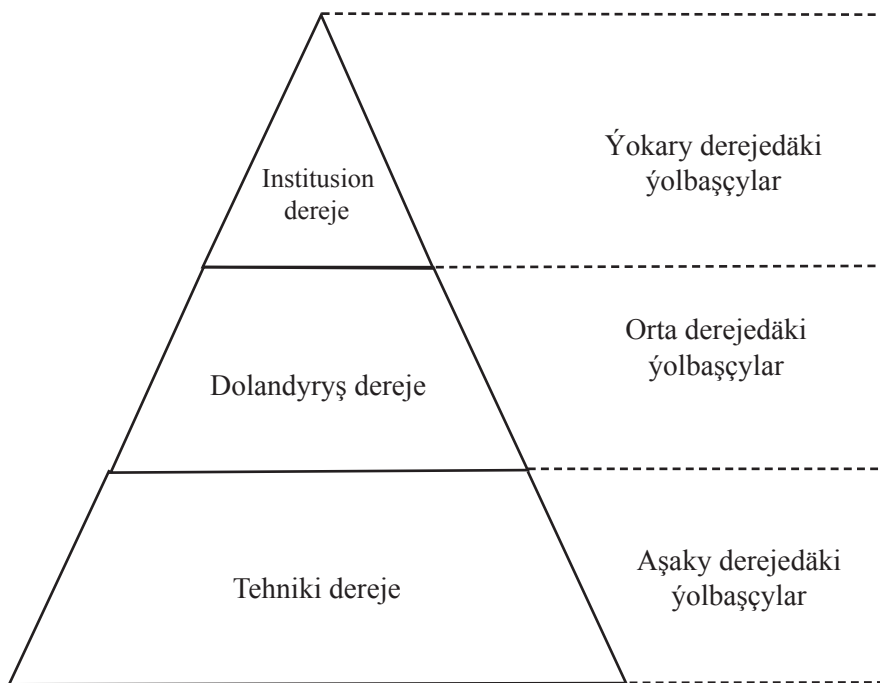 Institusion
dereje
Ýokary derejedäki
ýolbaşçylar
Dolandyryş dereje
Orta derejedäki
ýolbaşçylar
Tehniki dereje
Aşaky derejedäki
ýolbaşçylar